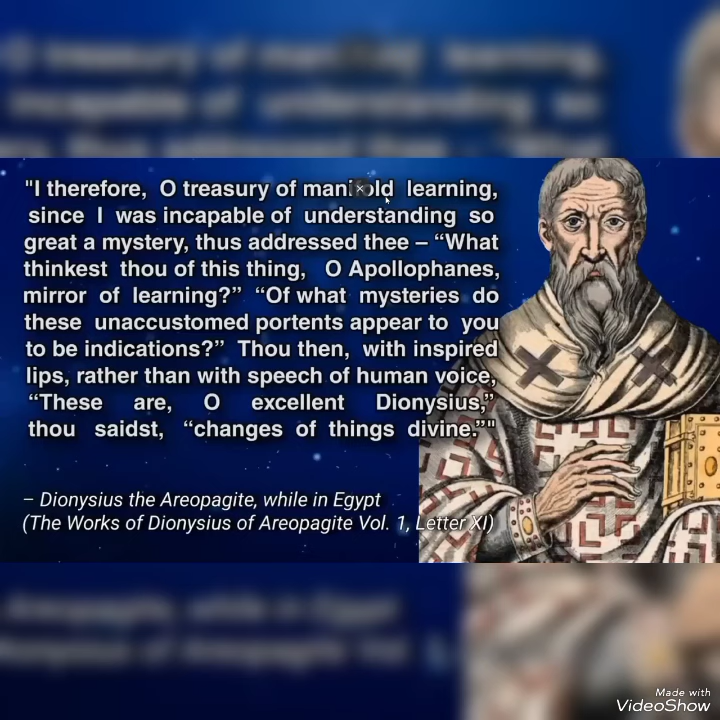 "I therefore, O treasury of manifold learning,
since I was incapable of understanding so
great a mystery, thus addressed thee – “What
thinkest thou of this thing, O Apollophanes,
mirror of learning?” “Of what mysteries do
these unaccustomed portents appear to you
to be indications?” Thou then, with inspired
lips, rather than with speech of human voice,
“These are, O excellent Dionysius,”
thou saidst, “changes of things divine.”"
– Dionysius the Areopagite, while in Egypt
(The Works of Dionysius of Areopagite Vol. 1, Letter XI)
Made with
VideoShow